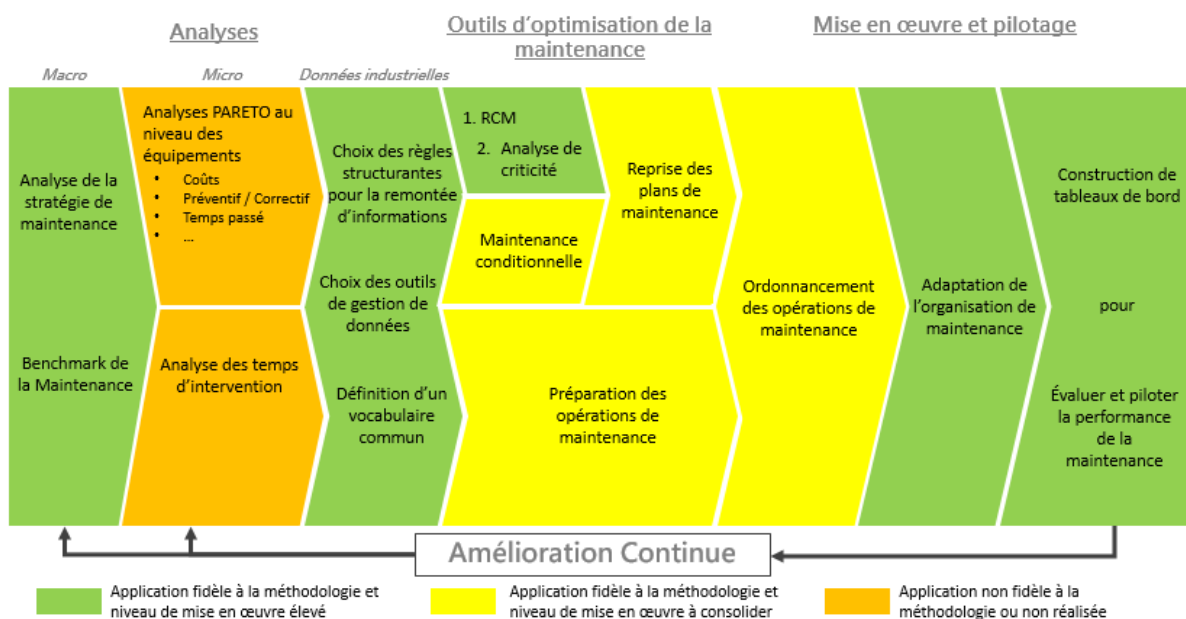 Analyses
Outils d'optimisation de la
maintenance
Mise en œuvre et pilotage
Macro
Micro
Données industrielles
Analyse de la
stratégie de
maintenance
Benchmark de
la Maintenance
Analyses PARETO au
niveau des
équipements
• Coûts
• Préventif / Correctif
• Temps passé
• ...
Analyse des temps
d'intervention
Choix des règles
structurantes
pour la remontée
d'informations
Choix des outils
de gestion de
données
Définition d'un
vocabulaire
commun
1. RCM
2. Analyse de
criticité
Maintenance
conditionnelle
Reprise des
plans de
maintenance
Préparation des
opérations de
maintenance
Ordonnancement
des opérations de
maintenance
Adaptation de
l'organisation de
maintenance
Construction de
tableaux de bord
pour
Évaluer et piloter
la performance
de la
maintenance
Amélioration Continue
Application fidèle à la méthodologie et
niveau de mise en œuvre élevé
Application fidèle à la méthodologie et
niveau de mise en œuvre à consolider
Application non fidèle à la
méthodologie ou non réalisée